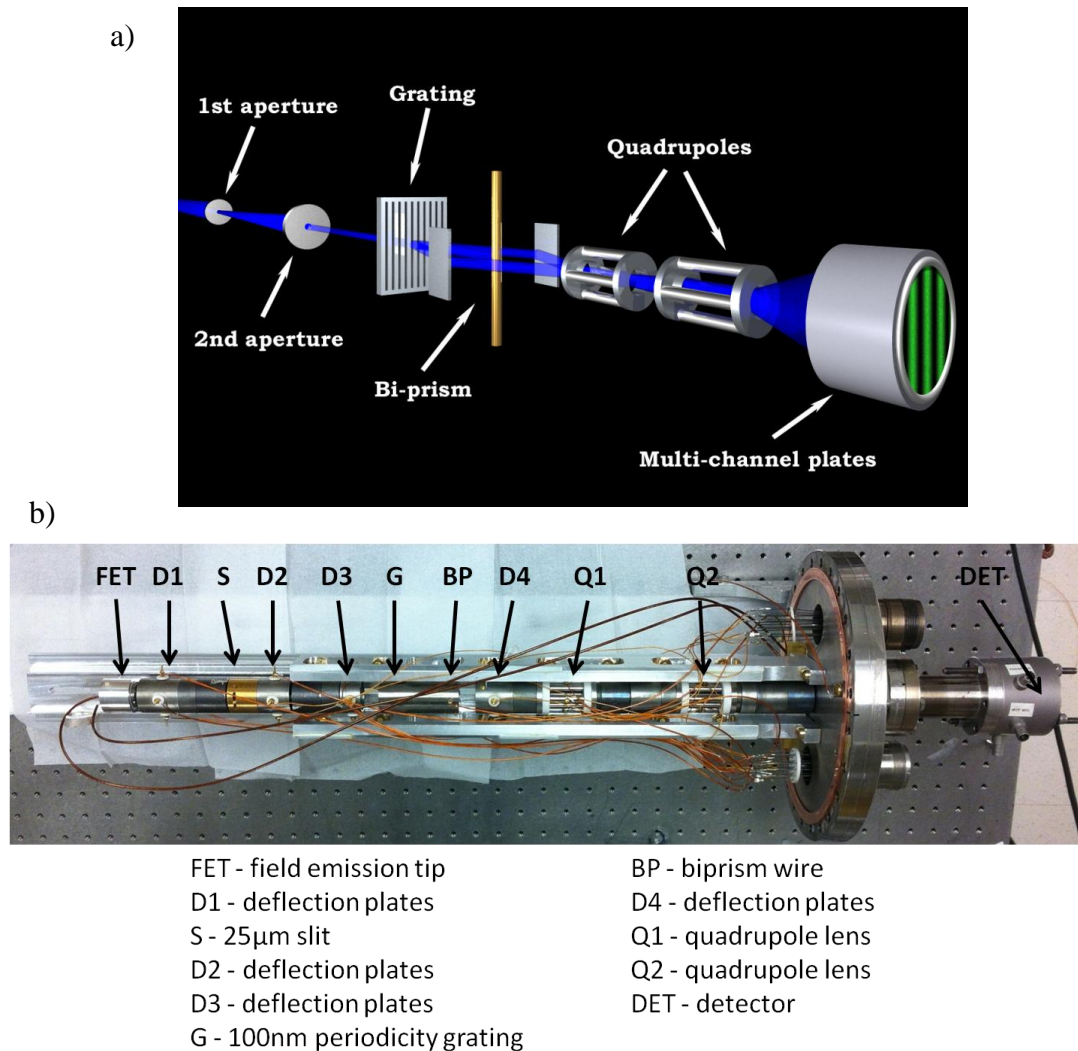 a)
Grating
1st aperture
Quadrupoles
2nd aperture
Bi-prism
Multi-channel plates
b)
FET D1 S D2 D3 G BP D4 Q1 Q2 DET
FET - field emission tip
D1 - deflection plates
S - 25μm slit
D2 - deflection plates
D3 - deflection plates
G - 100nm periodicity grating
BP - biprism wire
D4 - deflection plates
Q1 - quadrupole lens
Q2 - quadrupole lens
DET - detector